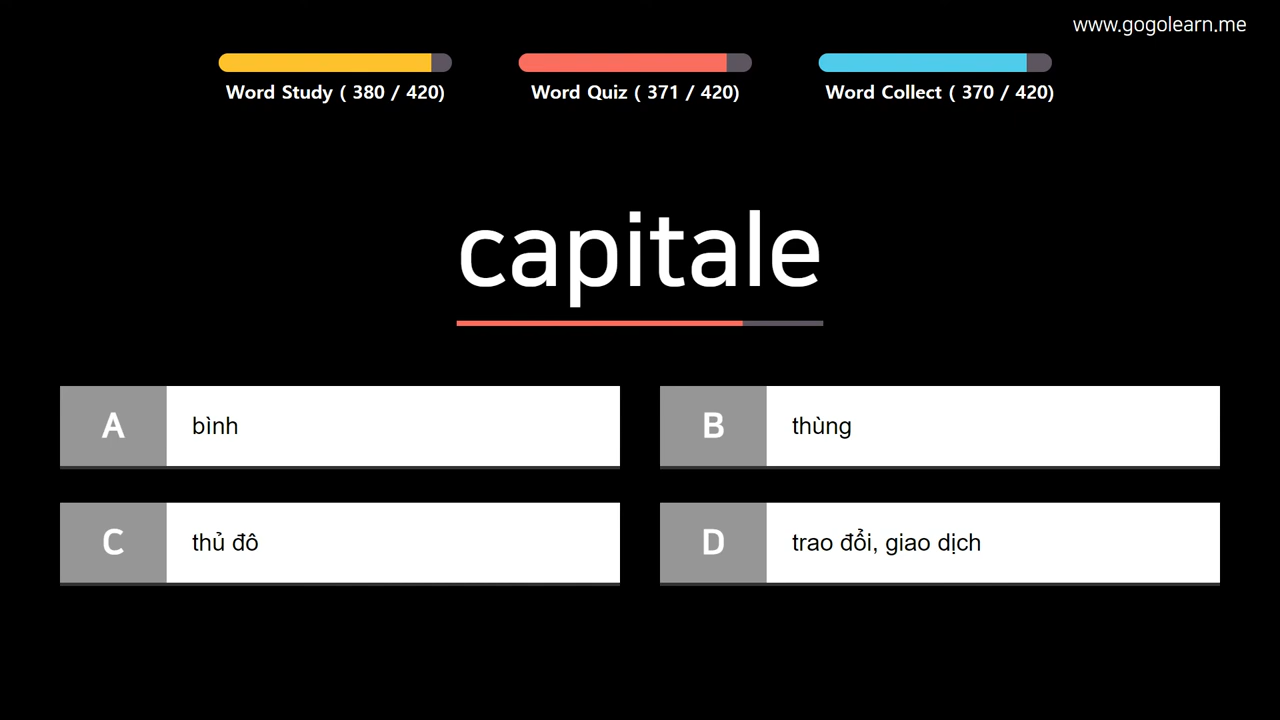 www.gogolearn.me
Word Study ( 380 / 420)
Word Quiz ( 371 / 420)
Word Collect ( 370 / 420)
capitale
A bình
B thùng
C thủ đô
D trao đổi, giao dịch